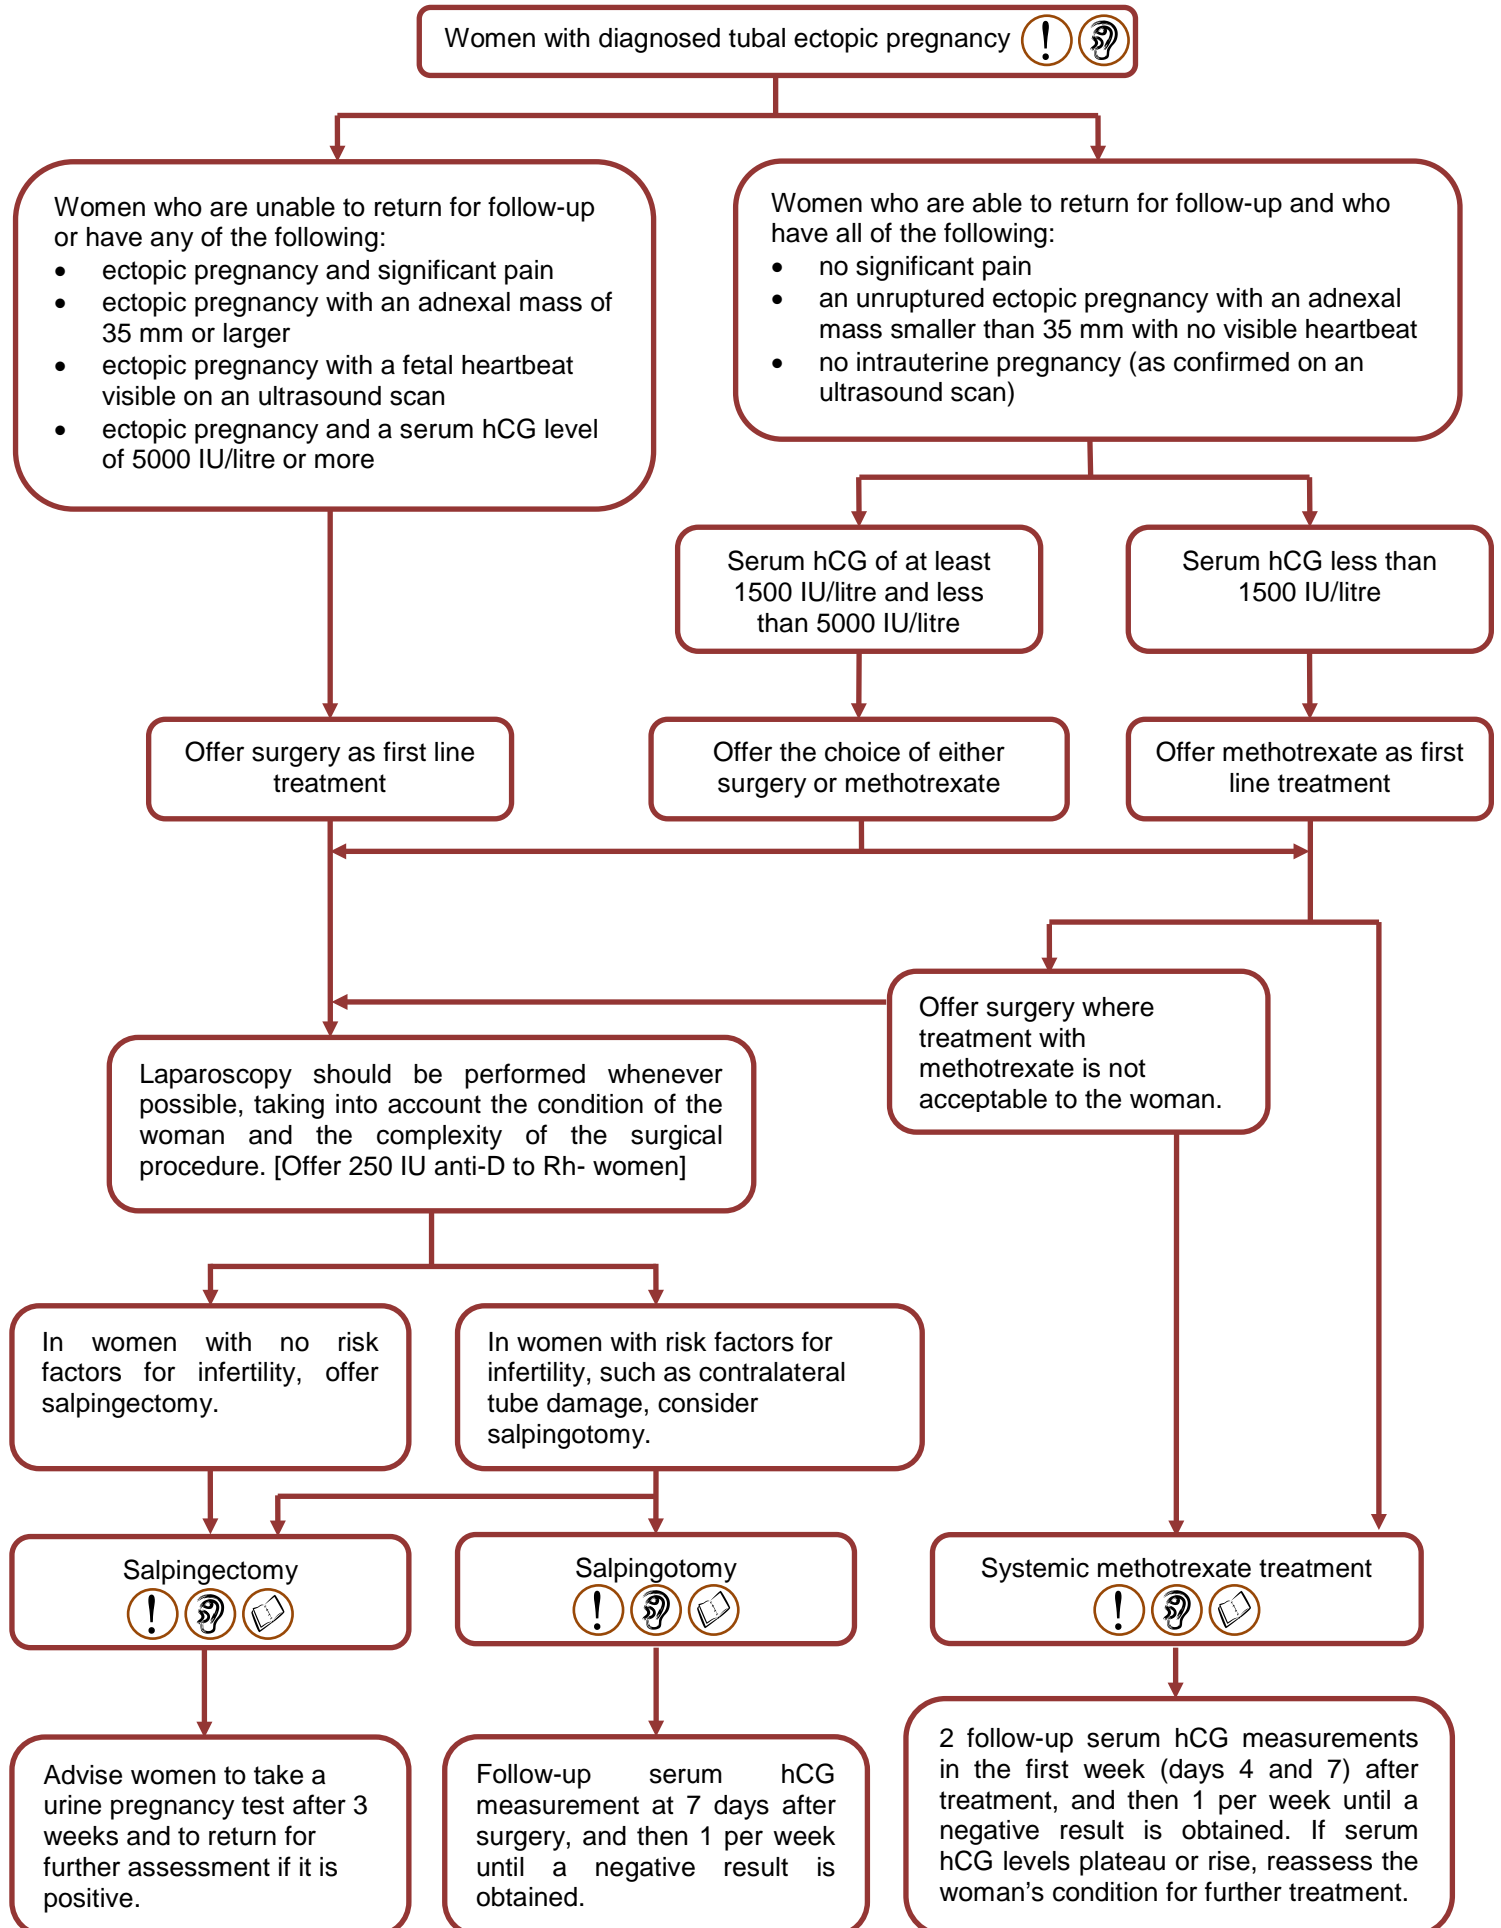 Women with diagnosed tubal ectopic pregnancy
Women who are unable to return for follow-up
or have any of the following:
• ectopic pregnancy and significant pain
• ectopic pregnancy with an adnexal mass of
35 mm or larger
• ectopic pregnancy with a fetal heartbeat
visible on an ultrasound scan
• ectopic pregnancy and a serum hCG level
of 5000 IU/litre or more
Women who are able to return for follow-up and who
have all of the following:
• no significant pain
• an unruptured ectopic pregnancy with an adnexal
mass smaller than 35 mm with no visible heartbeat
• no intrauterine pregnancy (as confirmed on an
ultrasound scan)
Serum hCG of at least
1500 IU/litre and less
than 5000 IU/litre
Serum hCG less than
1500 IU/litre
Offer surgery as first line
treatment
Offer the choice of either
surgery or methotrexate
Offer methotrexate as first
line treatment
Offer surgery where
treatment with
methotrexate is not
acceptable to the woman.
Laparoscopy should be performed whenever
possible, taking into account the condition of the
woman and the complexity of the surgical
procedure. [Offer 250 IU anti-D to Rh- women]
In women with no risk
factors for infertility, offer
salpingectomy.
In women with risk factors for
infertility, such as contralateral
tube damage, consider
salpingotomy.
Salpingectomy
Salpingotomy
Systemic methotrexate treatment
Advise women to take a
urine pregnancy test after 3
weeks and to return for
further assessment if it is
positive.
Follow-up serum hCG
measurement at 7 days after
surgery, and then 1 per week
until a negative result is
obtained.
2 follow-up serum hCG measurements
in the first week (days 4 and 7) after
treatment, and then 1 per week until a
negative result is obtained. If serum
hCG levels plateau or rise, reassess the
woman's condition for further treatment.